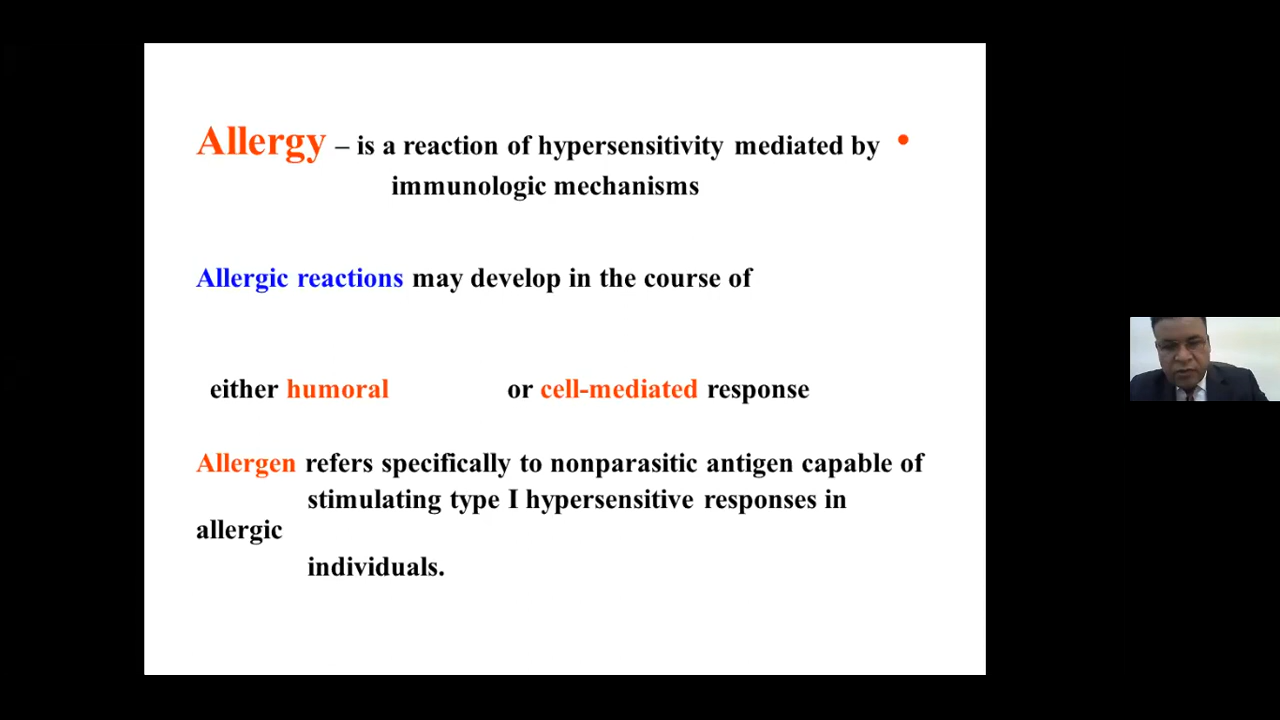 Allergy – is a reaction of hypersensitivity mediated by •
immunologic mechanisms
Allergic reactions may develop in the course of
either humoral or cell-mediated response
Allergen refers specifically to nonparasitic antigen capable of
stimulating type I hypersensitive responses in
allergic
individuals.